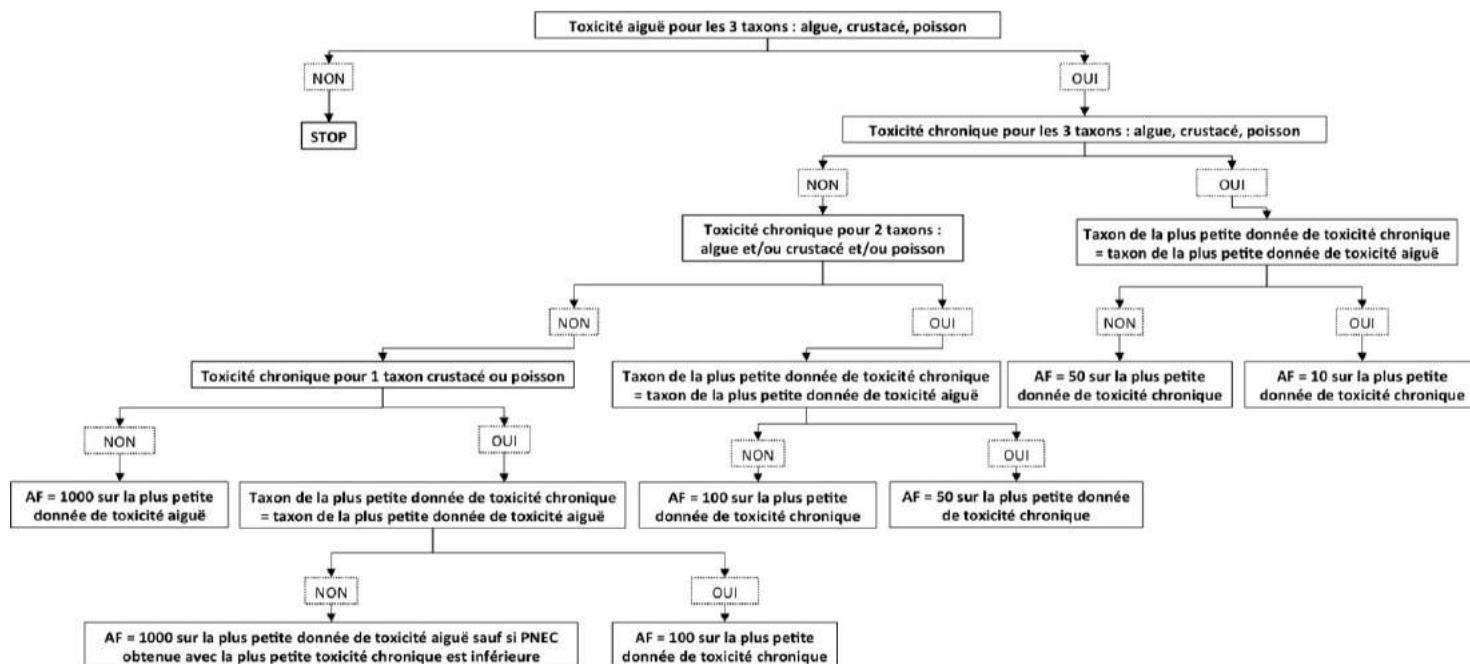 Toxicité aiguë pour les 3 taxons : algue, crustacé, poisson
NON
OUI
STOP
Toxicité chronique pour les 3 taxons : algue, crustacé, poisson
NON
OUI
Toxicité chronique pour 2 taxons :
algue et/ou crustacé et/ou poisson
Taxon de la plus petite donnée de toxicité chronique
= taxon de la plus petite donnée de toxicité aiguë
NON
OUI
NON
OUI
Toxicité chronique pour 1 taxon crustacé ou poisson
Taxon de la plus petite donnée de toxicité chronique
= taxon de la plus petite donnée de toxicité aiguë
AF = 50 sur la plus petite
donnée de toxicité chronique
AF = 10 sur la plus petite
donnée de toxicité chronique
NON
OUI
NON
OUI
AF = 1000 sur la plus petite
donnée de toxicité aiguë
Taxon de la plus petite donnée de toxicité chronique
= taxon de la plus petite donnée de toxicité aiguë
AF = 100 sur la plus petite
donnée de toxicité chronique
AF = 50 sur la plus petite donnée
de toxicité chronique
NON
OUI
AF = 1000 sur la plus petite donnée de toxicité aiguë sauf si PNEC
obtenue avec la plus petite toxicité chronique est inférieure
AF = 100 sur la plus petite
donnée de toxicité chronique